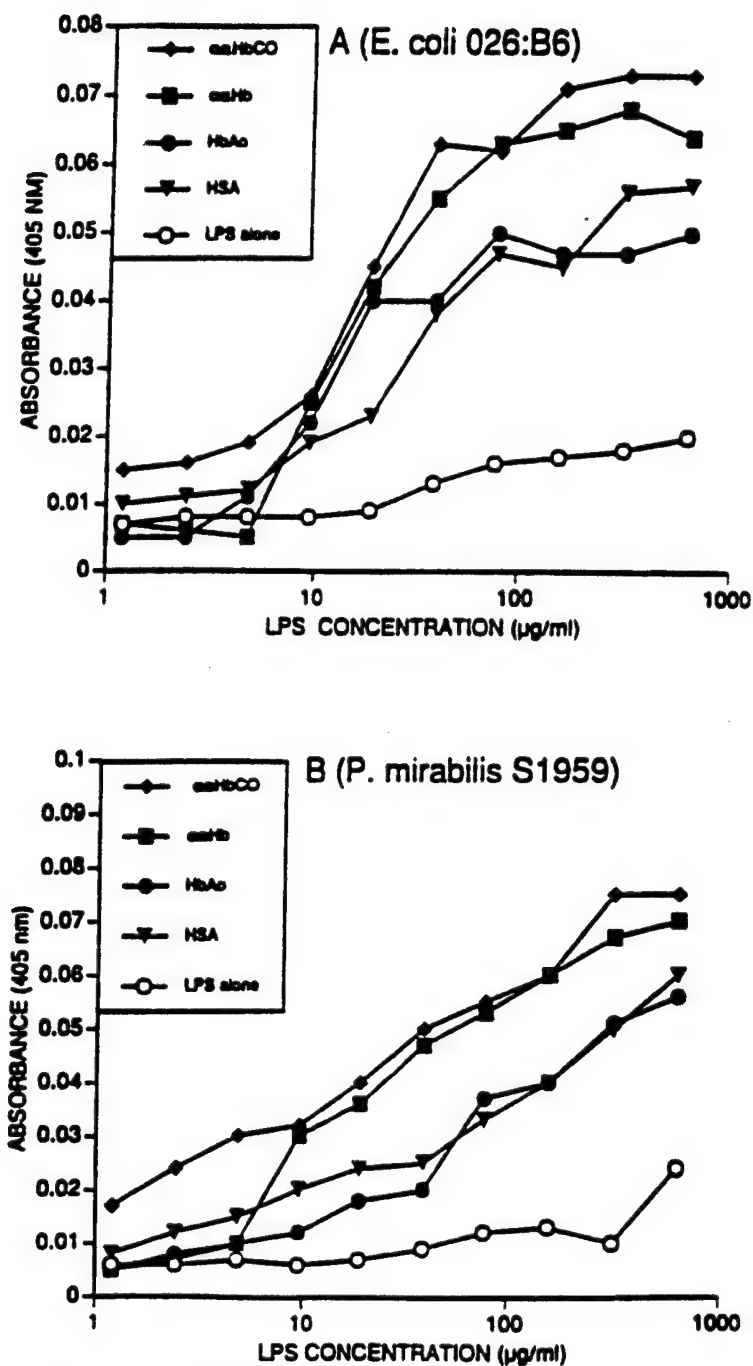 A (E. coli 026:B6)
0.08
0.07
0.06
0.05
0.04
0.03
0.02
0.01
0
ααHbCO
ααHb
HbAo
HSA
LPS alone
ABSORBANCE (405 NM)
1
10
100
1000
LPS CONCENTRATION (µg/ml)
B (P. mirabilis S1959)
0.1
0.09
0.08
0.07
0.06
0.05
0.04
0.03
0.02
0.01
0
ααHbCO
ααHb
HbAo
HSA
LPS alone
ABSORBANCE (405 nm)
1
10
100
1000
LPS CONCENTRATION (µg/ml)